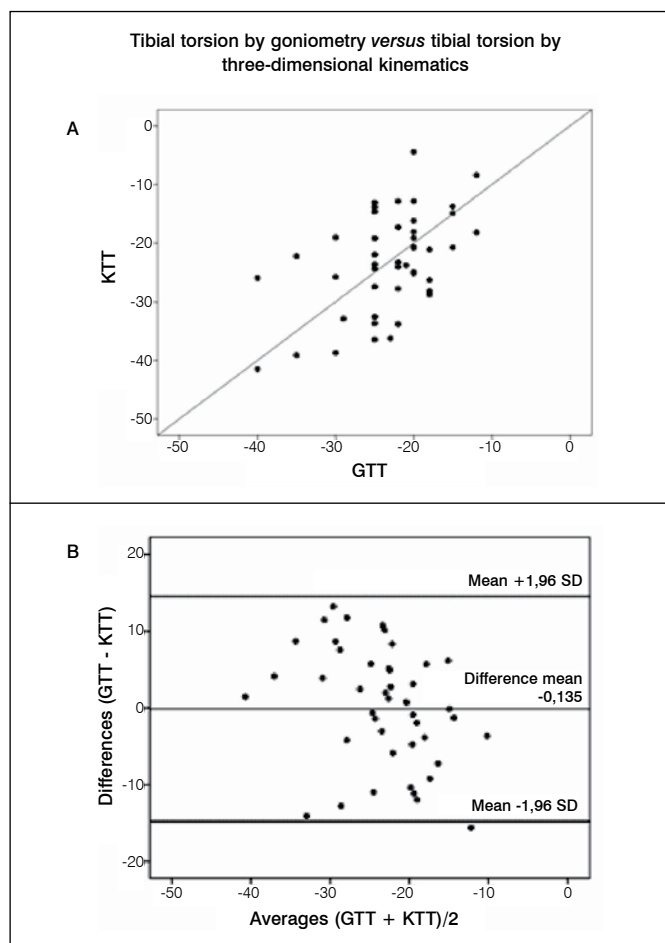 Tibial torsion by goniometry versus tibial torsion by
three-dimensional kinematics
A
0
-10
-20
-30
-40
-50
KTT
-50 -40 -30 -20 -10 0
GTT
B
20
10
0
-10
-20
Differences (GTT - KTT)
Mean +1,96 SD
Difference mean
-0,135
Mean -1,96 SD
-50 -40 -30 -20 -10 0
Averages (GTT + KTT)/2